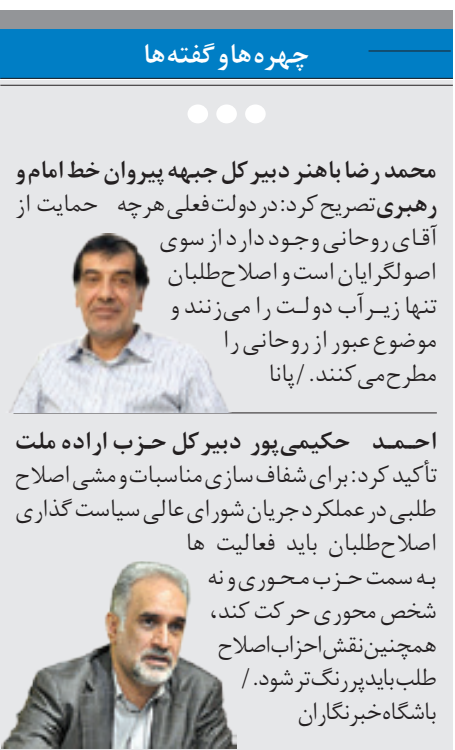 چهره‌ها و گفته‌ها
محمد رضا باهنر دبیر کل جبهه پیروان خط امام و
رهبری تصریح کرد: در دولت فعلی هر چه حمایت از
آقای روحانی وجود دارد از سوی
اصولگرایان است و اصلاح‌طلبان
تنها زیرآب دولت را می‌زنند و
موضوع عبور از روحانی را
مطرح می‌کنند. / پانا
احمد حکیمی‌پور دبیر کل حزب اراده ملت
تأکید کرد: برای شفاف سازی مناسبات و مشی اصلاح
طلبی در عملکرد جریان شورای عالی سیاست گذاری
اصلاح‌طلبان باید فعالیت ها
به سمت حزب محوری و نه
شخص محوری حرکت کند،
همچنین نقش احزاب اصلاح
طلب باید پررنگ تر شود. /
باشگاه خبرنگاران